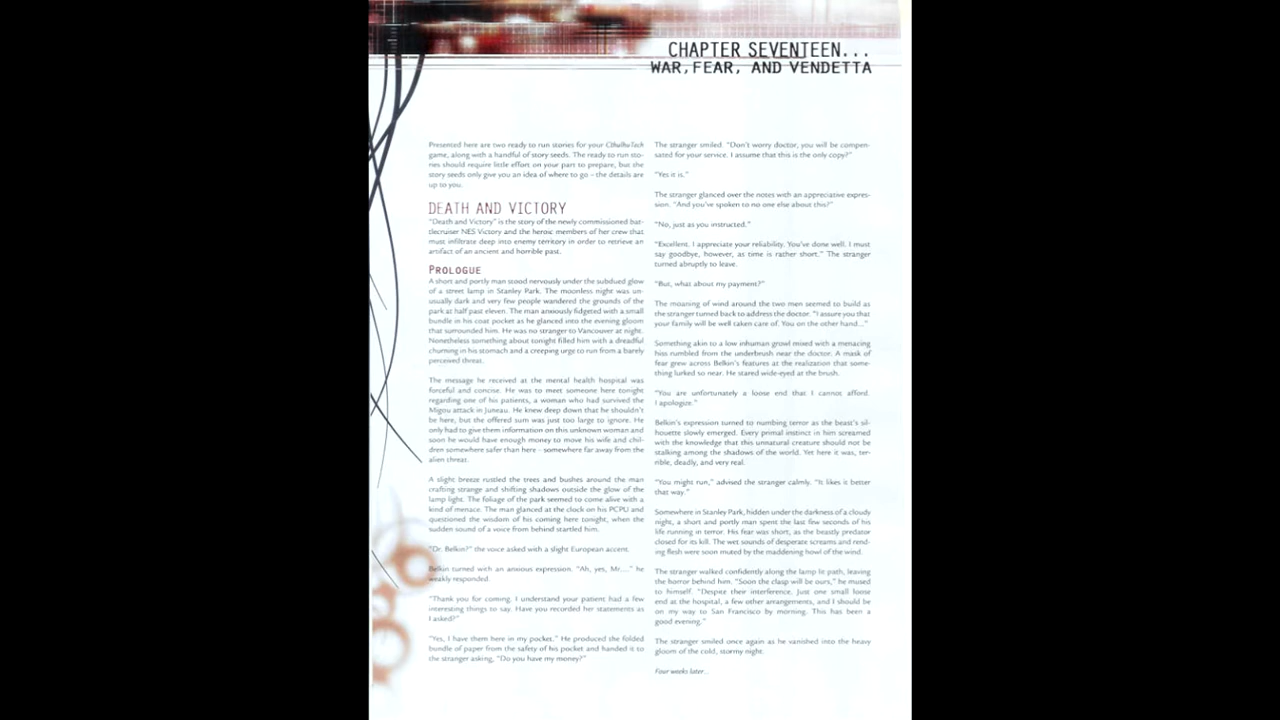 CHAPTER SEVENTEEN...
WAR, FEAR, AND VENDETTA
Presented here are two ready to run stories for your CthulhuTech
game, along with a handful of story seeds. The ready to run sto-
ries should require little effort on your part to prepare, but the
story seeds only give you an idea of where to go – the details are
up to you.
DEATH AND VICTORY
"Death and Victory" is the story of the newly commissioned bat-
tlecruiser NES Victory and the heroic members of her crew that
must infiltrate deep into enemy territory in order to retrieve an
artifact of an ancient and horrible past.
PROLOGUE
A short and portly man stood nervously under the subdued glow
of a street lamp in Stanley Park. The moonless night was un-
usually dark and very few people wandered the grounds of the
park at half past eleven. The man anxiously fidgeted with a small
bundle in his coat pocket as he glanced into the evening gloom
that surrounded him. He was no stranger to Vancouver at night.
Nonetheless something about tonight filled him with a dreadful
churning in his stomach and a creeping urge to run from a barely
perceived threat.
The message he received at the mental health hospital was
forceful and concise. He was to meet someone here tonight
regarding one of his patients, a woman who had survived the
Migou attack in Juneau. He knew deep down that he shouldn't
be here, but the offered sum was just too large to ignore. He
only had to give them information on this unknown woman and
soon he would have enough money to move his wife and chil-
dren somewhere safer than here – somewhere far away from the
alien threat.
A slight breeze rustled the trees and bushes around the man
crafting strange and shifting shadows outside the glow of the
lamp light. The foliage of the park seemed to come alive with a
kind of menace. The man glanced at the clock on his PCPU and
questioned the wisdom of his coming here tonight, when the
sudden sound of a voice from behind startled him.
"Dr. Belkin?" the voice asked with a slight European accent.
Belkin turned with an anxious expression. "Ah, yes, Mr...." he
weakly responded.
"Thank you for coming. I understand your patient had a few
interesting things to say. Have you recorded her statements as
I asked?"
"Yes, I have them here in my pocket." He produced the folded
bundle of paper from the safety of his pocket and handed it to
the stranger asking, "Do you have my money?"
The stranger smiled. "Don't worry doctor, you will be compen-
sated for your service. I assume that this is the only copy?"
"Yes it is."
The stranger glanced over the notes with an appreciative expres-
sion. "And you've spoken to no one else about this?"
"No, just as you instructed."
"Excellent. I appreciate your reliability. You've done well. I must
say goodbye, however, as time is rather short." The stranger
turned abruptly to leave.
"But, what about my payment?"
The moaning of wind around the two men seemed to build as
the stranger turned back to address the doctor. "I assure you that
your family will be well taken care of. You on the other hand..."
Something akin to a low inhuman growl mixed with a menacing
hiss rumbled from the underbrush near the doctor. A mask of
fear grew across Belkin's features at the realization that some-
thing lurked so near. He stared wide-eyed at the brush.
"You are unfortunately a loose end that I cannot afford.
I apologize."
Belkin's expression turned to numbing terror as the beast's sil-
houette slowly emerged. Every primal instinct in him screamed
with the knowledge that this unnatural creature should not be
stalking among the shadows of the world. Yet here it was, ter-
rible, deadly, and very real.
"You might run," advised the stranger calmly. "It likes it better
that way."
Somewhere in Stanley Park, hidden under the darkness of a cloudy
night, a short and portly man spent the last few seconds of his
life running in terror. His fear was short, as the beastly predator
closed for its kill. The wet sounds of desperate screams and rend-
ing flesh were soon muted by the maddening howl of the wind.
The stranger walked confidently along the lamp lit path, leaving
the horror behind him. "Soon the clasp will be ours," he mused
to himself. "Despite their interference. Just one small loose
end at the hospital, a few other arrangements, and I should be
on my way to San Francisco by morning. This has been a
good evening."
The stranger smiled once again as he vanished into the heavy
gloom of the cold, stormy night.
Four weeks later...